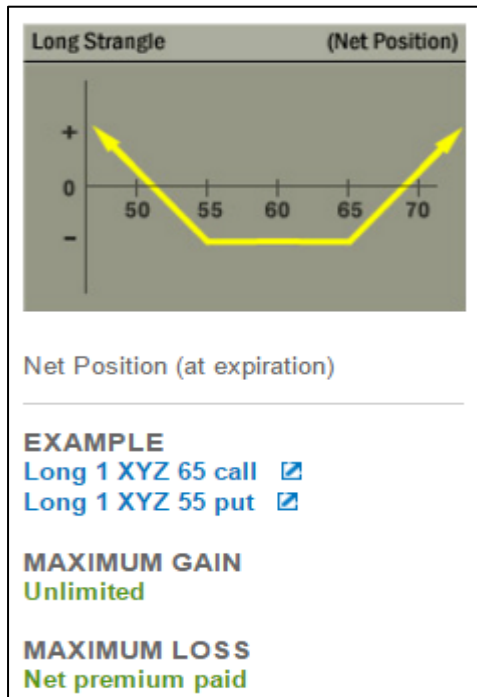 Long Strangle (Net Position)
+
0
50 55 60 65 70
-
Net Position (at expiration)
EXAMPLE
Long 1 XYZ 65 call
Long 1 XYZ 55 put
MAXIMUM GAIN
Unlimited
MAXIMUM LOSS
Net premium paid